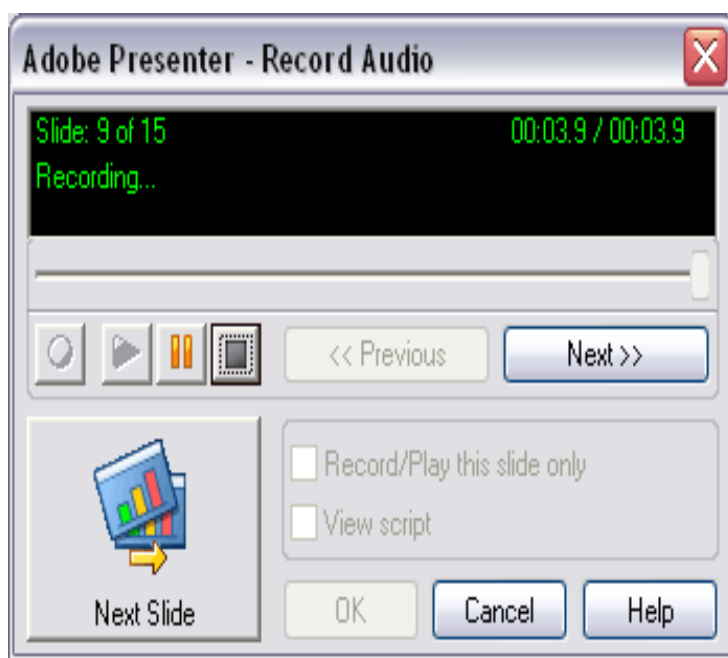 Adobe Presenter - Record Audio
Slide: 9 of 15 00:03.9 / 00:03.9
Recording...
<< Previous Next >>
Record/Play this slide only
View script
Next Slide OK Cancel Help